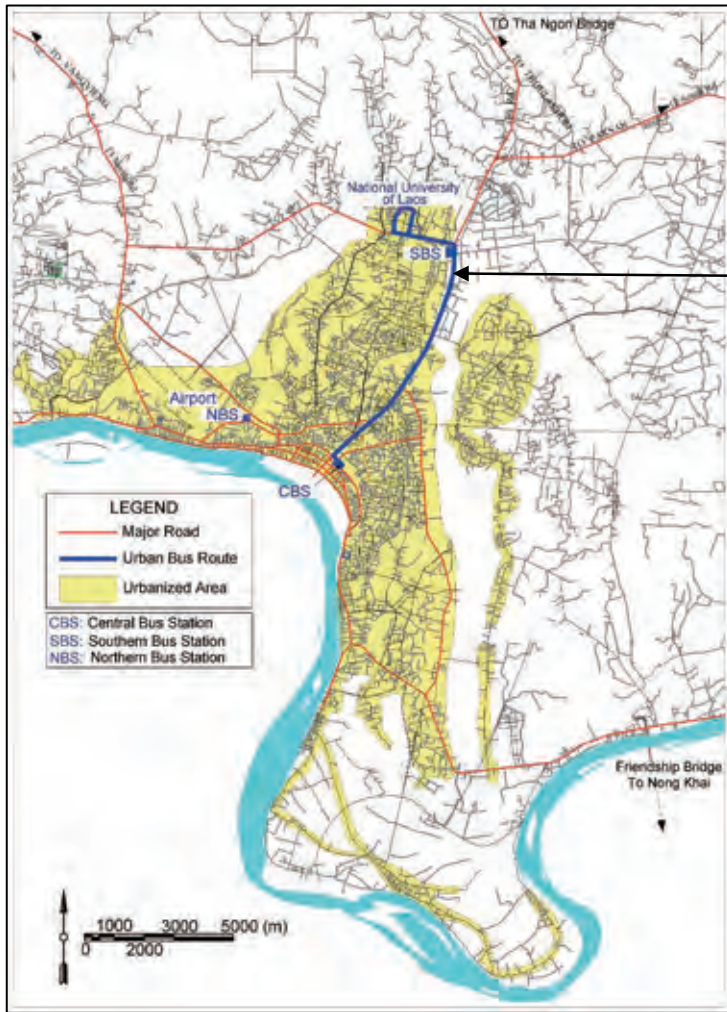 TO Tha Ngon Bridge
National University
of Laos
SBS
Airport
NBS
CBS
LEGEND
Major Road
Urban Bus Route
Urbanized Area
CBS: Central Bus Station
SBS: Southern Bus Station
NBS: Northern Bus Station
Friendship Bridge
To Nong Khai
1000 3000 5000 (m)
0 2000